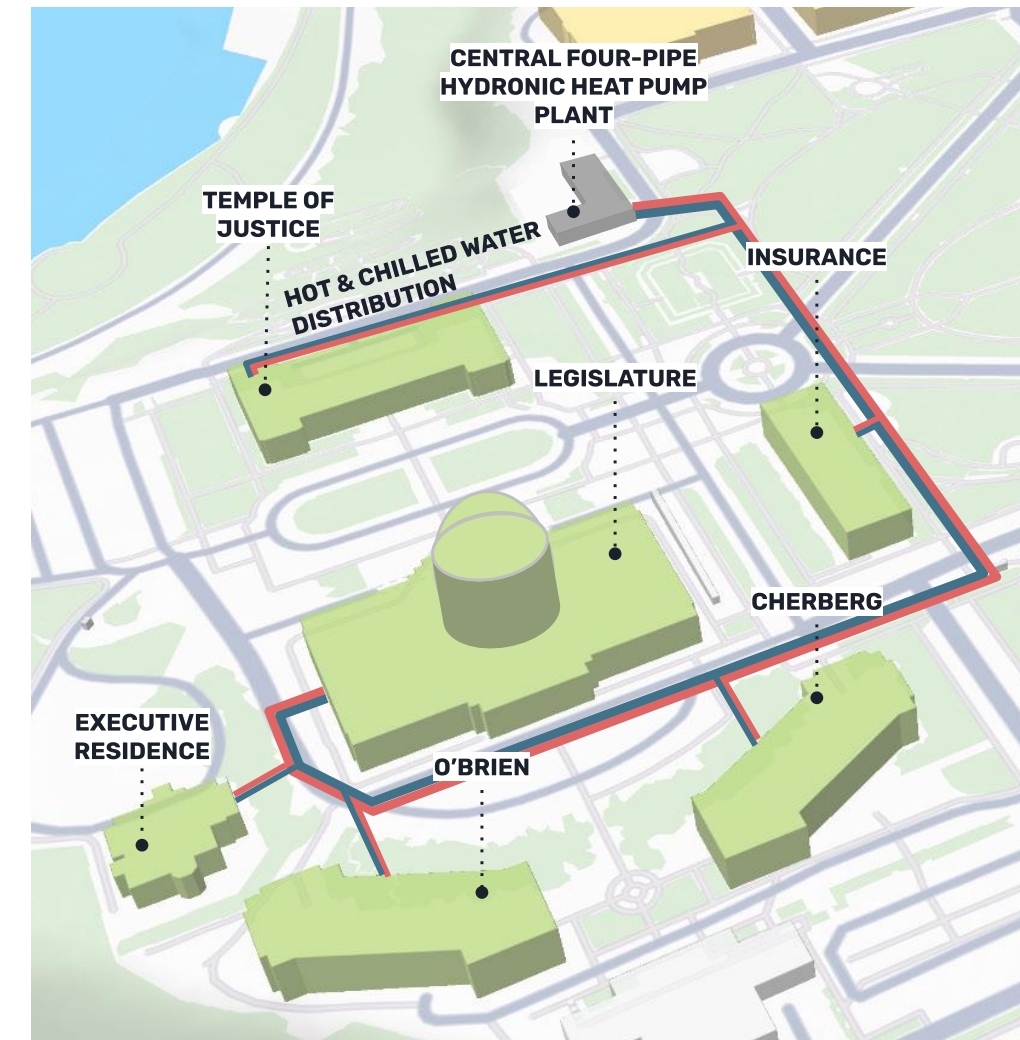 CENTRAL FOUR-PIPE
HYDRONIC HEAT PUMP
PLANT
TEMPLE OF
JUSTICE
HOT & CHILLED WATER
DISTRIBUTION
INSURANCE
LEGISLATURE
CHERBERG
EXECUTIVE
RESIDENCE
O’BRIEN